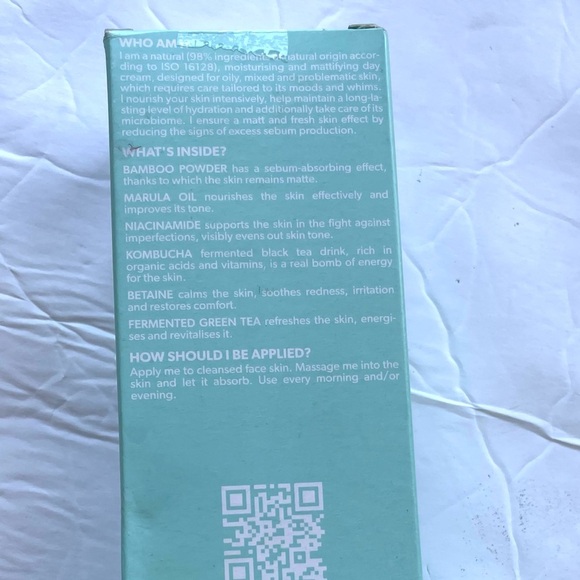 WHO AM
I am a natural (98% ingredients natural origin accor-
ding to ISO 16128), moisturising and mattifying day
cream, designed for oily, mixed and problematic skin,
which requires care tailored to its moods and whims.
I nourish your skin intensively, help maintain a long-la-
sting level of hydration and additionally take care of its
microbiome. I ensure a matt and fresh skin effect by
reducing the signs of excess sebum production.
WHAT'S INSIDE?
BAMBOO POWDER has a sebum-absorbing effect,
thanks to which the skin remains matte.
MARULA OIL nourishes the skin effectively and
improves its tone.
NIACINAMIDE supports the skin in the fight against
imperfections, visibly evens out skin tone.
KOMBUCHA fermented black tea drink, rich in
organic acids and vitamins, is a real bomb of energy
for the skin.
BETAINE calms the skin, soothes redness, irritation
and restores comfort.
FERMENTED GREEN TEA refreshes the skin, energi-
ses and revitalises it.
HOW SHOULD I BE APPLIED?
Apply me to cleansed face skin. Massage me into the
skin and let it absorb. Use every morning and/or
evening.